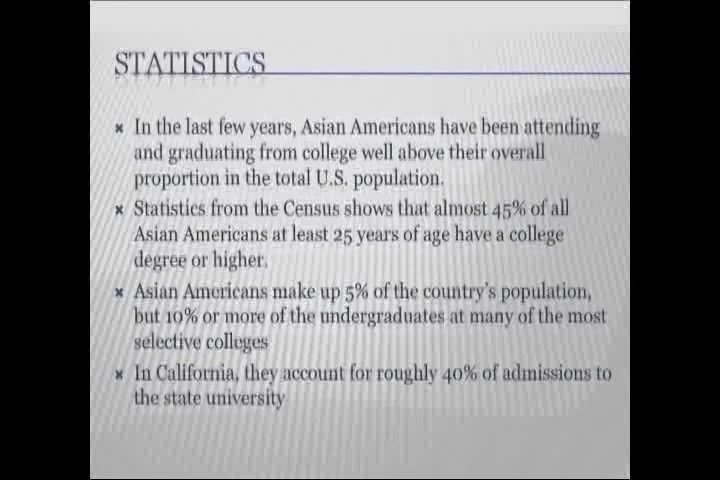 STATISTICS
In the last few years, Asian Americans have been attending
and graduating from college well above their overall
proportion in the total U.S. population.
Statistics from the Census shows that almost 45% of all
Asian Americans at least 25 years of age have a college
degree or higher.
Asian Americans make up 5% of the country's population,
but 10% or more of the undergraduates at many of the most
selective colleges
In California, they account for roughly 40% of admissions to
the state university